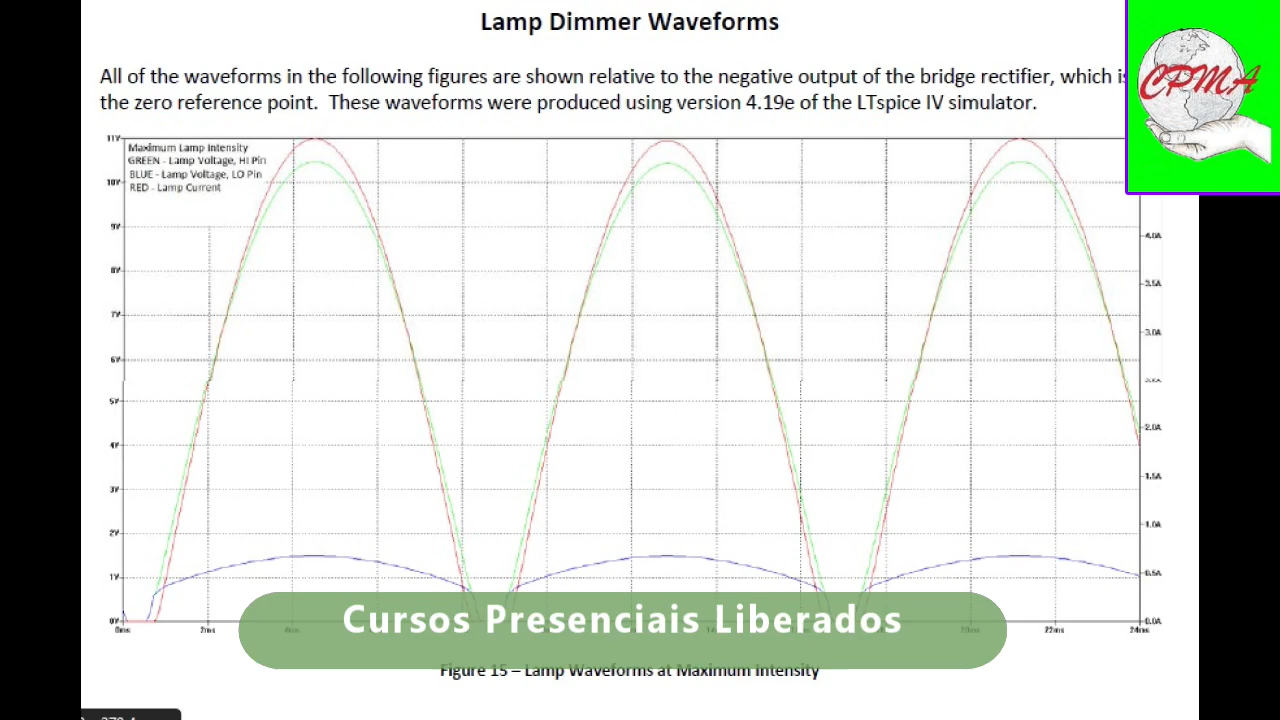 Lamp Dimmer Waveforms
All of the waveforms in the following figures are shown relative to the negative output of the bridge rectifier, which is
the zero reference point. These waveforms were produced using version 4.19e of the LTspice IV simulator.
CPMA
Maximum Lamp Intensity
GREEN - Lamp Voltage, HI Pin
BLUE - Lamp Voltage, LO Pin
RED - Lamp Current
11V
10V
9V
8V
7V
6V
5V
4V
3V
2V
1V
0V
4.0A
3.5A
3.0A
2.0A
1.5A
1.0A
0.5A
0.0A
0ms
2ms
20ms
22ms
24ms
Cursos Presenciais Liberados
Figure 15 – Lamp Waveforms at Maximum Intensity